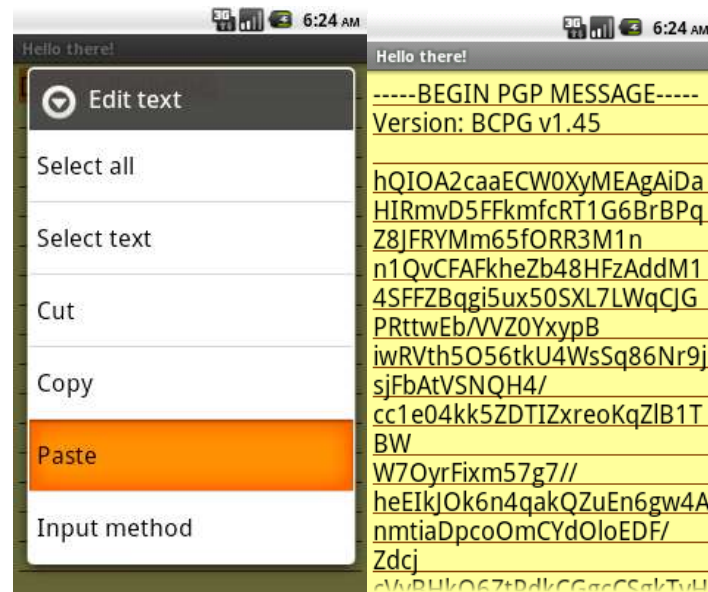 3G 6:24 AM
Hello there!
Edit text
Select all
Select text
Cut
Copy
Paste
Input method
3G 6:24 AM
Hello there!
-----BEGIN PGP MESSAGE-----
Version: BCPG v1.45
hQIOA2caaECW0XyMEAgAiDa
HIRmvD5FFkmfcRT1G6BrBPq
Z8JFRYMm65fORR3M1n
n1QvCFAFkheZb48HFzAddM1
4SFFZBqgi5ux50SXL7LWqCJG
PRttwEb/VVZ0YxypB
iwRVth5O56tkU4WsSq86Nr9j
sjFbAtVSNQH4/
cc1e04kk5ZDTIZxreoKqZlB1T
BW
W7OyrFixm57g7//
heEIkJOk6n4qakQZuEn6gw4A
nmtiaDpcoOmCYdOloEDF/
Zdcj